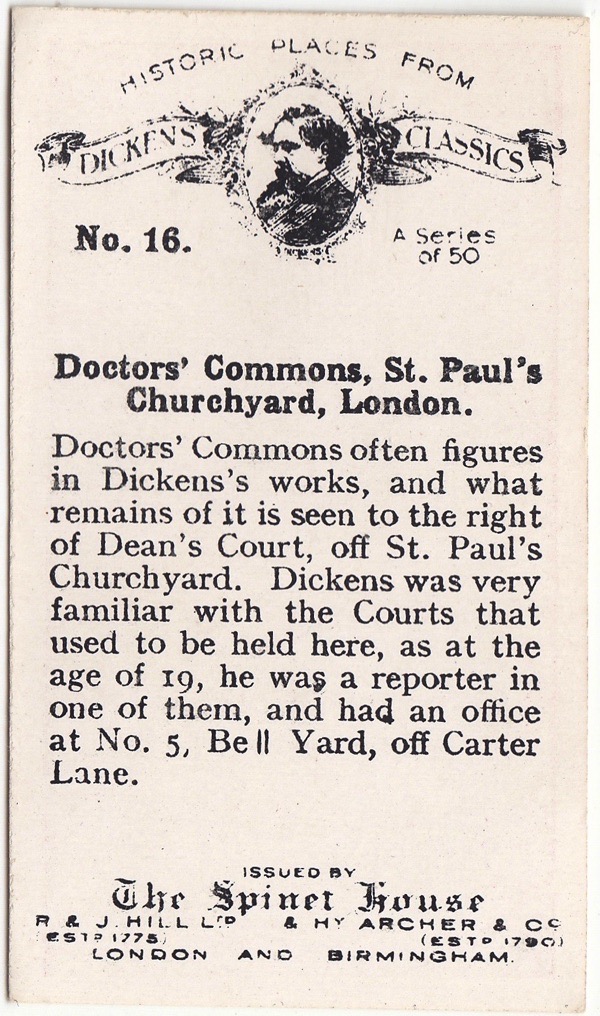 HISTORIC PLACES FROM
DICKENS' CLASSICS
No. 16.
A Series
of 50
Doctors' Commons, St. Paul's
Churchyard, London.
Doctors' Commons often figures
in Dickens's works, and what
remains of it is seen to the right
of Dean's Court, off St. Paul's
Churchyard. Dickens was very
familiar with the Courts that
used to be held here, as at the
age of 19, he was a reporter in
one of them, and had an office
at No. 5, Bell Yard, off Carter
Lane.
ISSUED BY
The Spinet House
R & J. HILL LTD & HY ARCHER & CO
(ESTD 1775) (ESTD 1790)
LONDON AND BIRMINGHAM.